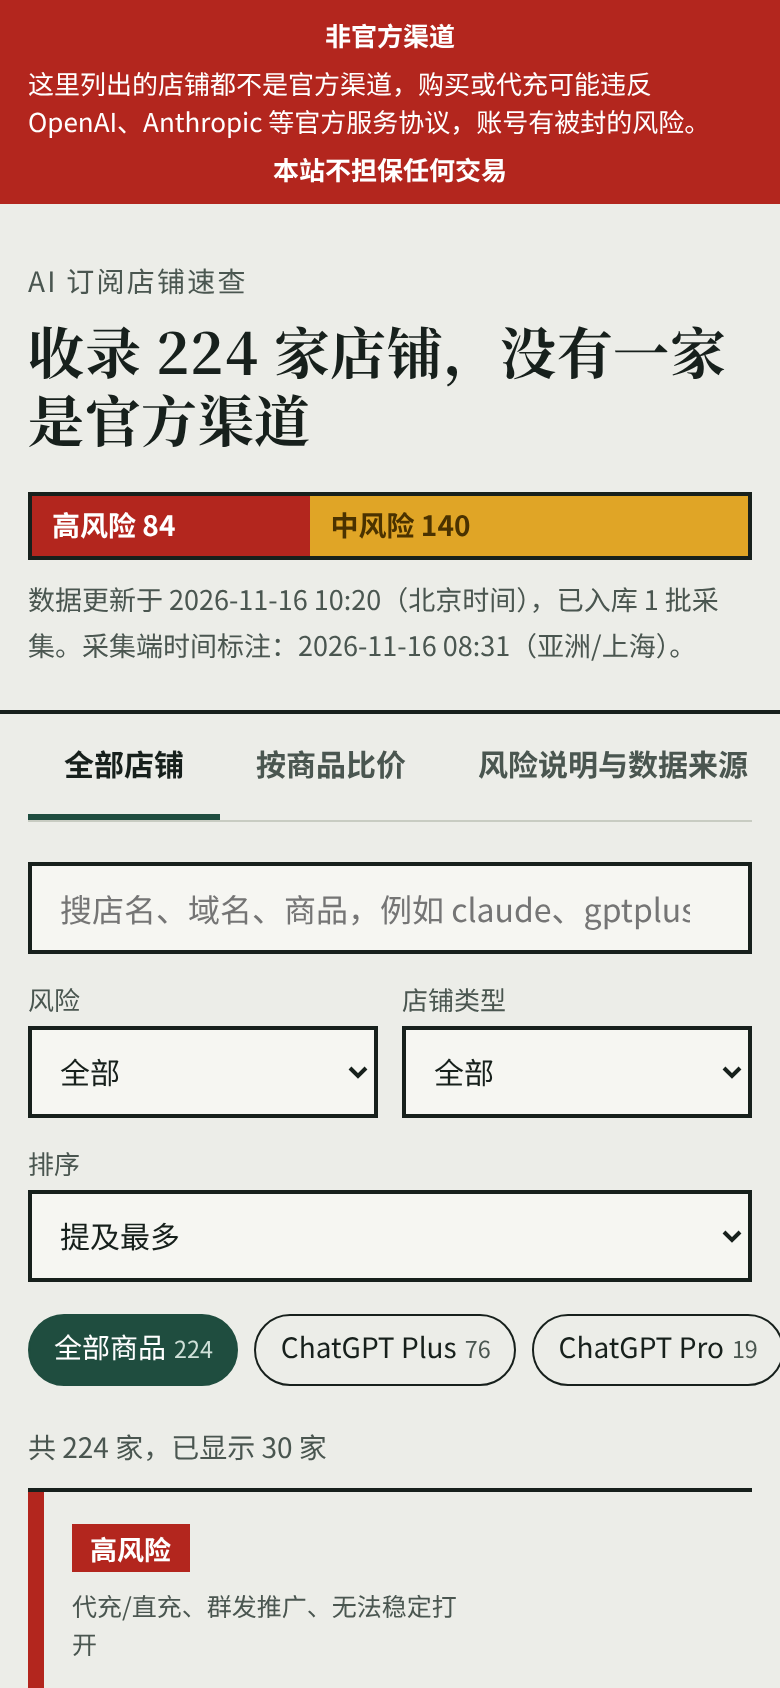 非官方渠道
这里列出的店铺都不是官方渠道，购买或代充可能违反
OpenAI、Anthropic 等官方服务协议，账号有被封的风险。
本站不担保任何交易
AI 订阅店铺速查
收录 224 家店铺，没有一家
是官方渠道
高风险 84
中风险 140
数据更新于 2026-11-16 10:20（北京时间），已入库 1 批采
集。采集端时间标注：2026-11-16 08:31（亚洲/上海）。
全部店铺
按商品比价
风险说明与数据来源
搜店名、域名、商品，例如 claude、gptplus
风险
店铺类型
全部
全部
排序
提及最多
全部商品 224
ChatGPT Plus 76
ChatGPT Pro 19
共 224 家，已显示 30 家
高风险
代充/直充、群发推广、无法稳定打
开